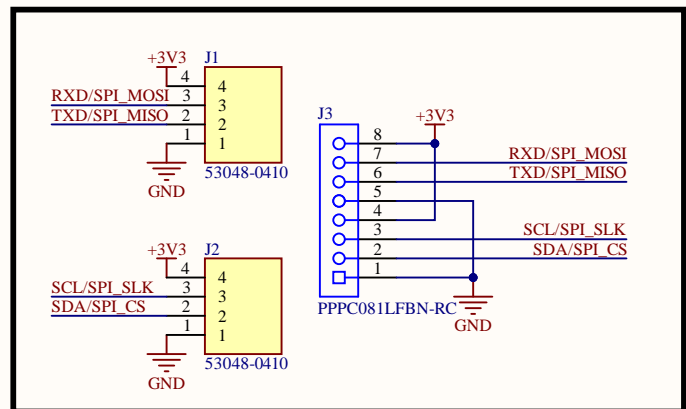 J1
+3V3
4 4
RXD/SPI_MOSI 3 3
TXD/SPI_MISO 2 2
1 1
GND
53048-0410
J2
+3V3
4 4
SCL/SPI_SLK 3 3
SDA/SPI_CS 2 2
1 1
GND
53048-0410
J3
+3V3
8
7 RXD/SPI_MOSI
6 TXD/SPI_MISO
5
4
3 SCL/SPI_SLK
2 SDA/SPI_CS
1
PPPC081LFBN-RC
GND